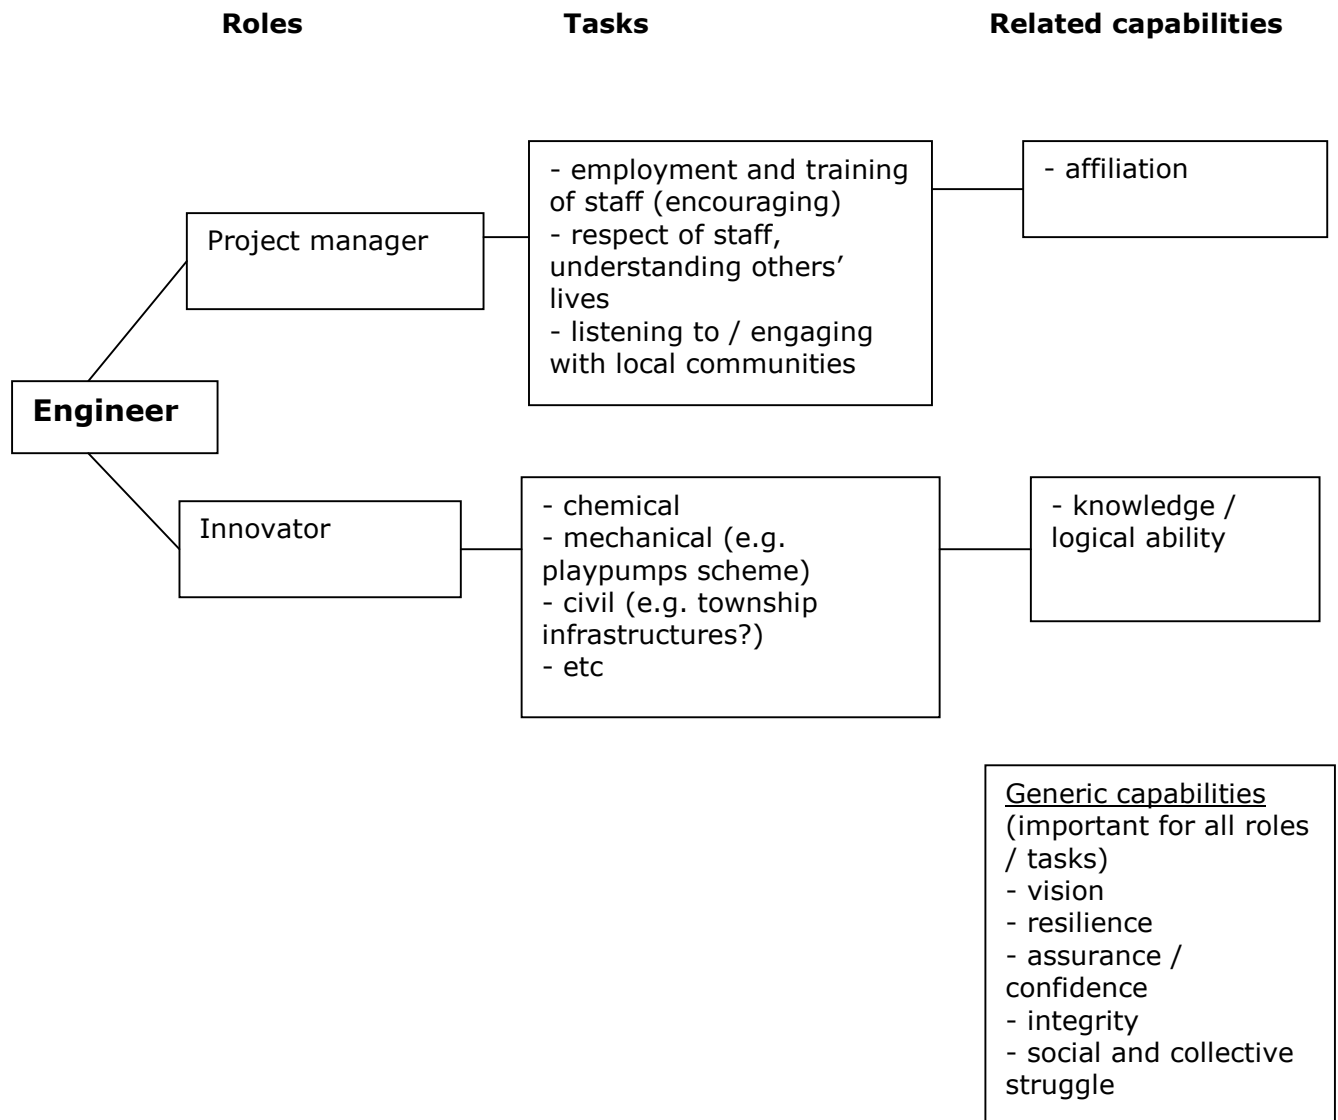 Roles
Tasks
Related capabilities
- employment and training
of staff (encouraging)
- respect of staff,
understanding others’
lives
- listening to / engaging
with local communities
- affiliation
Project manager
Engineer
Innovator
- chemical
- mechanical (e.g.
playpumps scheme)
- civil (e.g. township
infrastructures?)
- etc
- knowledge /
logical ability
Generic capabilities
(important for all roles
/ tasks)
- vision
- resilience
- assurance /
confidence
- integrity
- social and collective
struggle